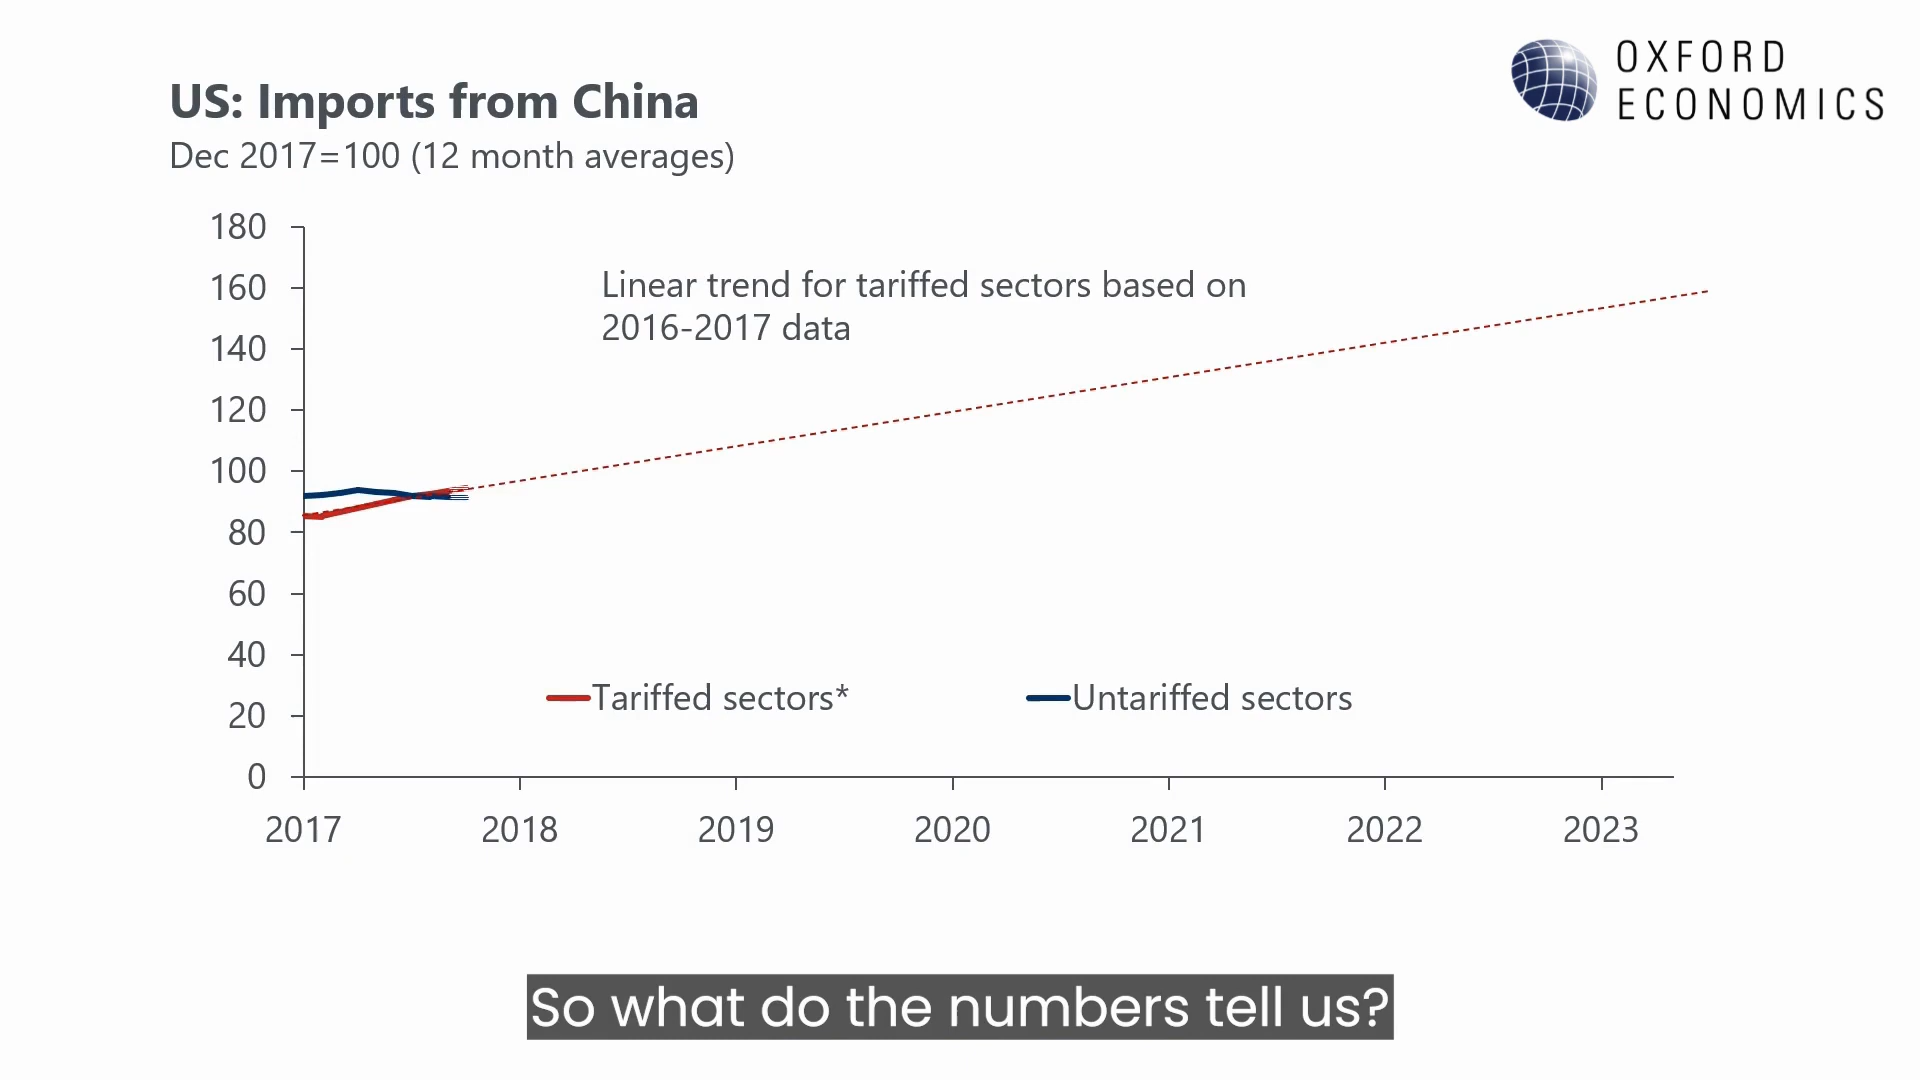 OXFORD
ECONOMICS
US: Imports from China
Dec 2017=100 (12 month averages)
180
160
140
120
100
80
60
40
20
0
Linear trend for tariffed sectors based on
2016-2017 data
Tariffed sectors*
Untariffed sectors
2017 2018 2019 2020 2021 2022 2023
So what do the numbers tell us?